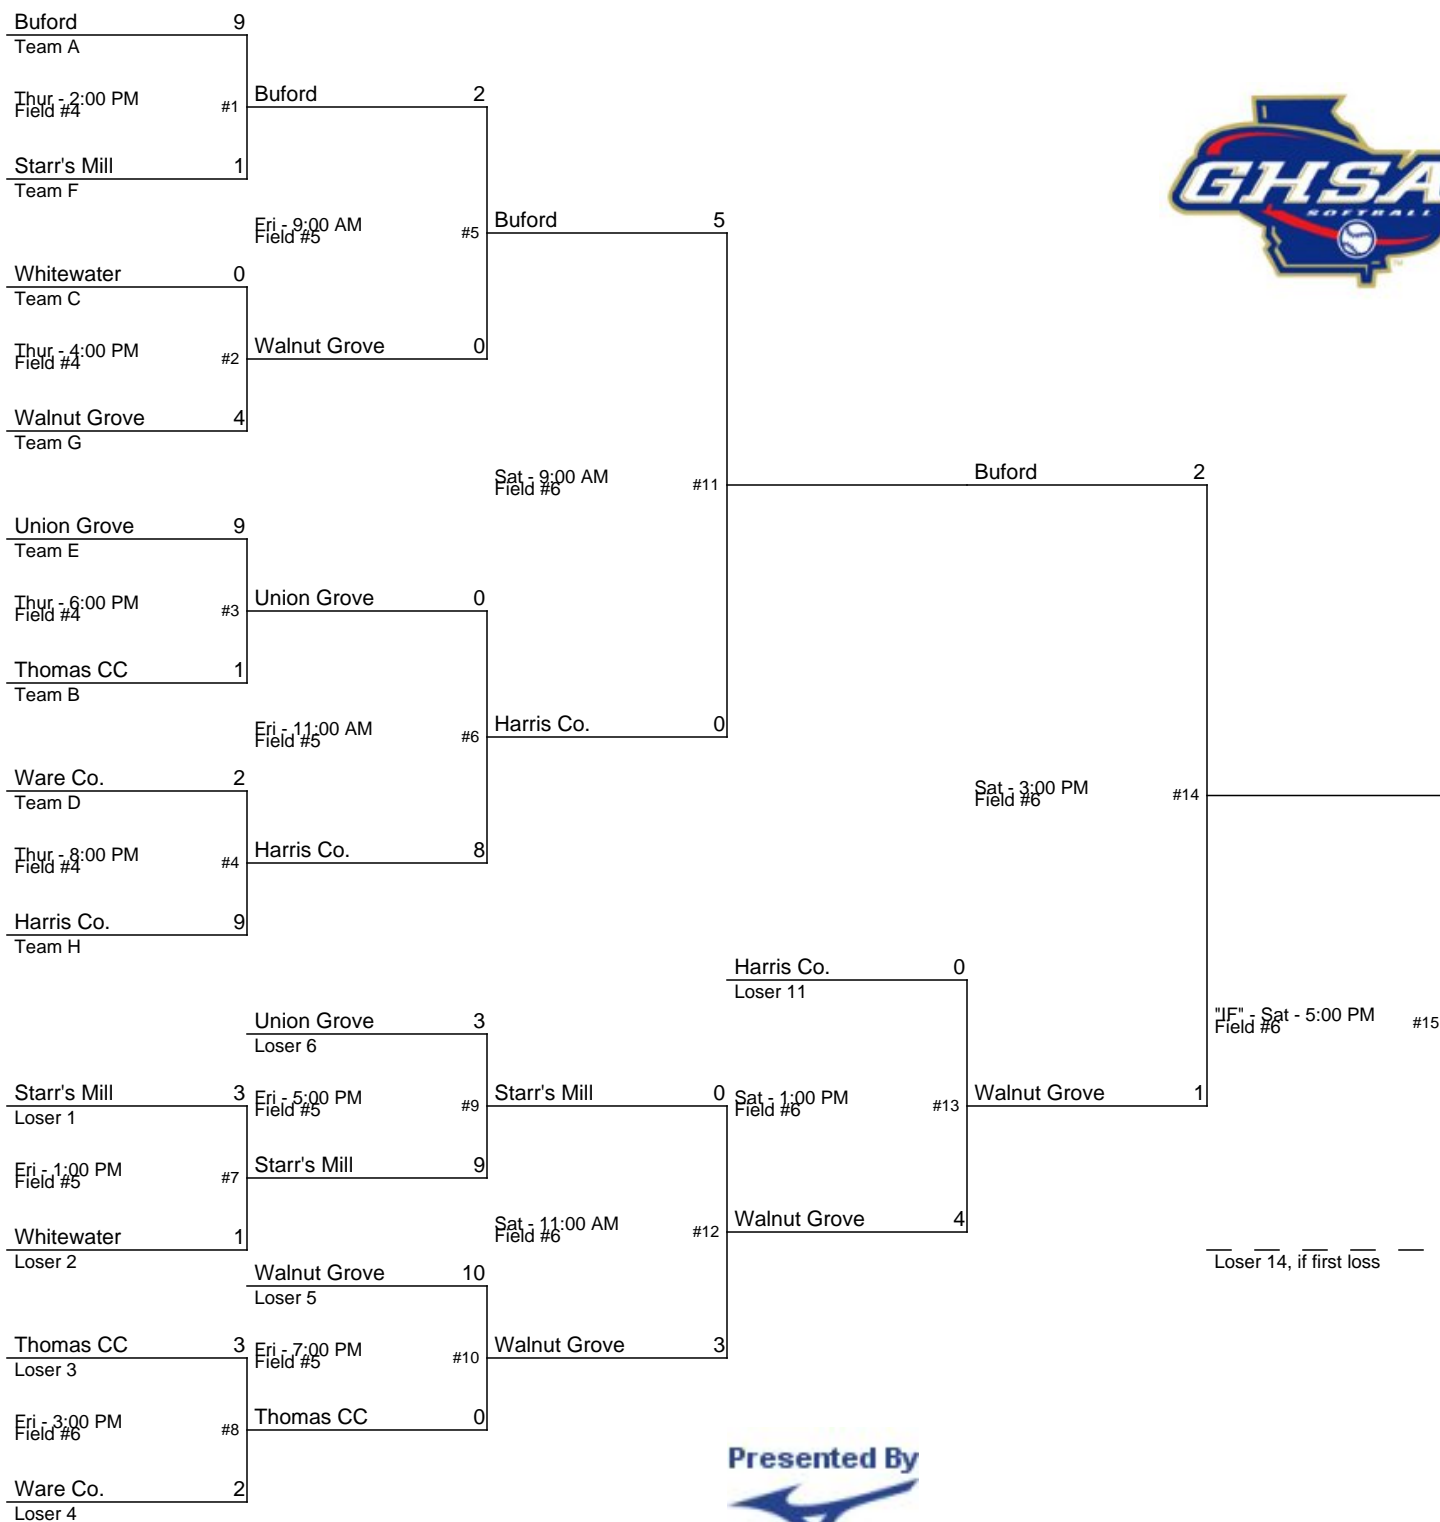 Buford 9
Team A
Thur - 2:00 PM
Field #4
#1
Starr's Mill 1
Team F
Buford 2
Whitewater 0
Team C
Thur - 4:00 PM
Field #4
#2
Walnut Grove 4
Team G
Eri - 9:00 AM
Field #5
#5
Walnut Grove 0
Buford 5
Union Grove 9
Team E
Thur - 6:00 PM
Field #4
#3
Thomas CC 1
Team B
Union Grove 0
Ware Co. 2
Team D
Thur - 8:00 PM
Field #4
#4
Harris Co. 9
Team H
Eri - 11:00 AM
Field #5
#6
Harris Co. 8
Harris Co. 0
Sat - 9:00 AM
Field #6
#11
Buford 2
Sat - 3:00 PM
Field #6
#14
GHSA
SOFTBALL
TM
Harris Co. 0
Loser 11
Union Grove 3
Loser 6
Starr's Mill 3
Loser 1
Eri - 1:00 PM
Field #5
#7
Whitewater 1
Loser 2
Eri - 5:00 PM
Field #5
#9
Starr's Mill 9
Starr's Mill 0
Walnut Grove 10
Loser 5
Thomas CC 3
Loser 3
Eri - 3:00 PM
Field #6
#8
Ware Co. 2
Loser 4
Eri - 7:00 PM
Field #5
#10
Thomas CC 0
Walnut Grove 3
Sat - 11:00 AM
Field #6
#12
Walnut Grove 4
Sat - 1:00 PM
Field #6
#13
Walnut Grove 1
"IF" - Sat - 5:00 PM
Field #6
#15
Loser 14, if first loss
Presented By